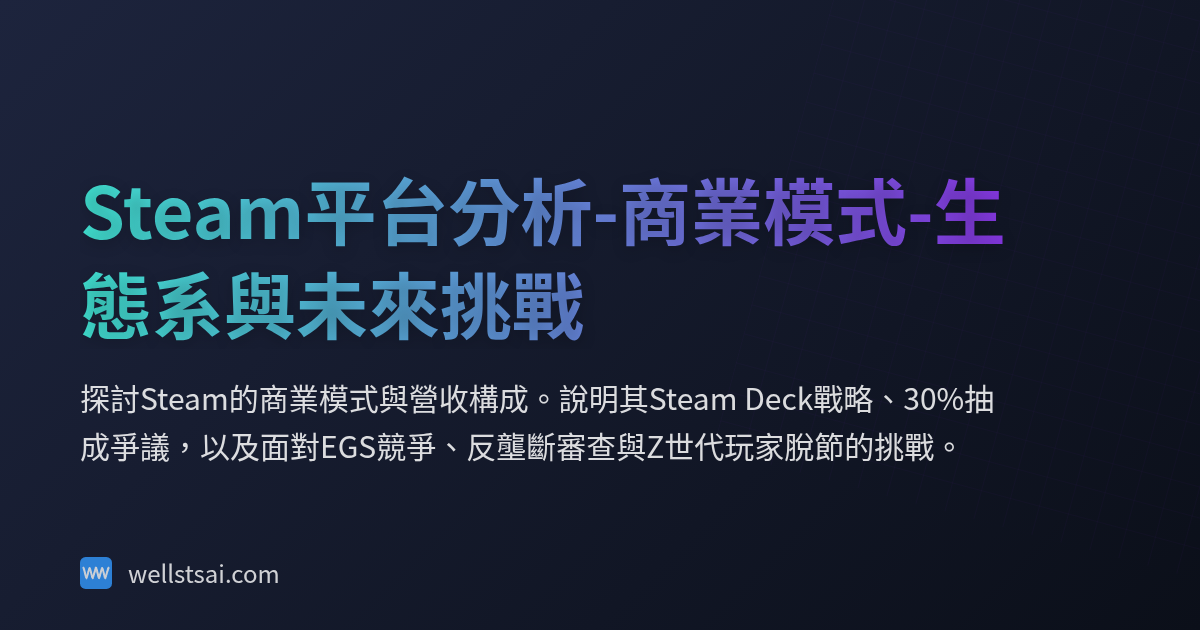 Steam平台分析-商業模式-生
態系與未來挑戰
探討Steam的商業模式與營收構成。說明其Steam Deck戰略、30%抽
成爭議，以及面對EGS競爭、反壟斷審查與Z世代玩家脫節的挑戰。
wellstsai.com